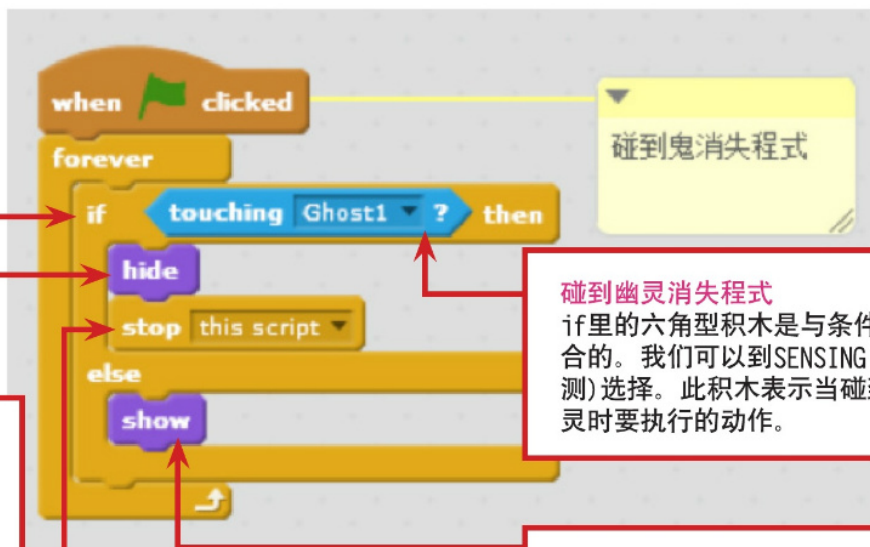 when clicked
碰到鬼消失程式
forever
if touching Ghost1 ? then
hide
stop this script
else
show
碰到幽灵消失程式
if里的六角型积木是与条件
合的。我们可以到SENSING
测)选择。此积木表示当碰
灵时要执行的动作。